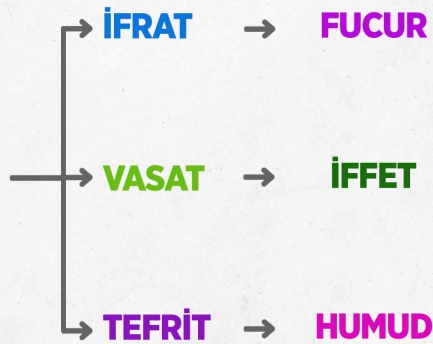 İFRAT → FUCUR
VASAT → İFFET
TEFRİT → HUMUD